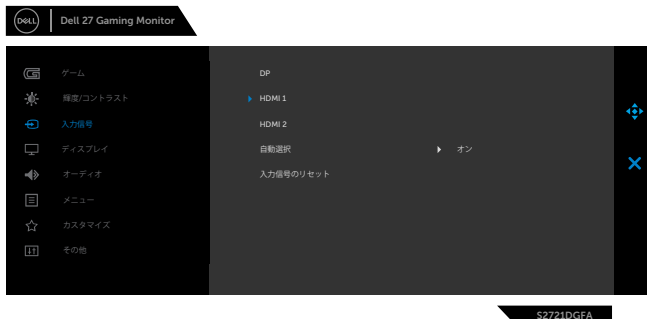 DELL
Dell 27 Gaming Monitor
ゲーム
DP
輝度/コントラスト
HDMI 1
入力信号
HDMI 2
ディスプレイ
自動選択
オン
オーディオ
入力信号のリセット
メニュー
カスタマイズ
その他
S2721DGFA